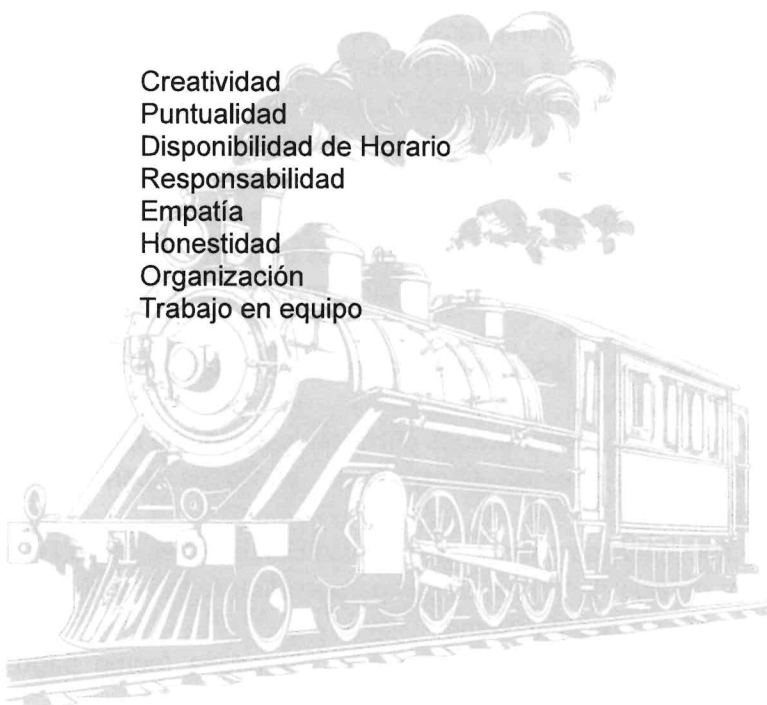 Creatividad
Puntualidad
Disponibilidad de Horario
Responsabilidad
Empatía
Honestidad
Organización
Trabajo en equipo